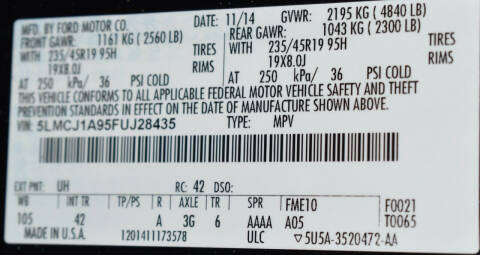 MFD. BY FORD MOTOR CO.
DATE: 11/14 GVWR: 2195 KG (4840 LB)
FRONT GAWR: 1161 KG (2560 LB) REAR GAWR: 1043 KG (2300 LB)
WITH 235/45R19 95H TIRES WITH 235/45R19 95H TIRES
19X8.0J RIMS 19X8.0J RIMS
AT 250 kPa/ 36 PSI COLD AT 250 kPa/ 36 PSI COLD
THIS VEHICLE CONFORMS TO ALL APPLICABLE FEDERAL MOTOR VEHICLE SAFETY AND THEFT
PREVENTION STANDARDS IN EFFECT ON THE DATE OF MANUFACTURE SHOWN ABOVE.
VIN: 5LMCJ1A95FUJ28435 TYPE: MPV
EXT PNT: UH RC: 42 DSO:
WB INT TR TP/PS R AXLE TR SPR FME10 F0021
105 42 A 3G 6 AAAA A05 T0065
MADE IN U.S.A. 1201411173578 ULC ▽5U5A-3520472-AA